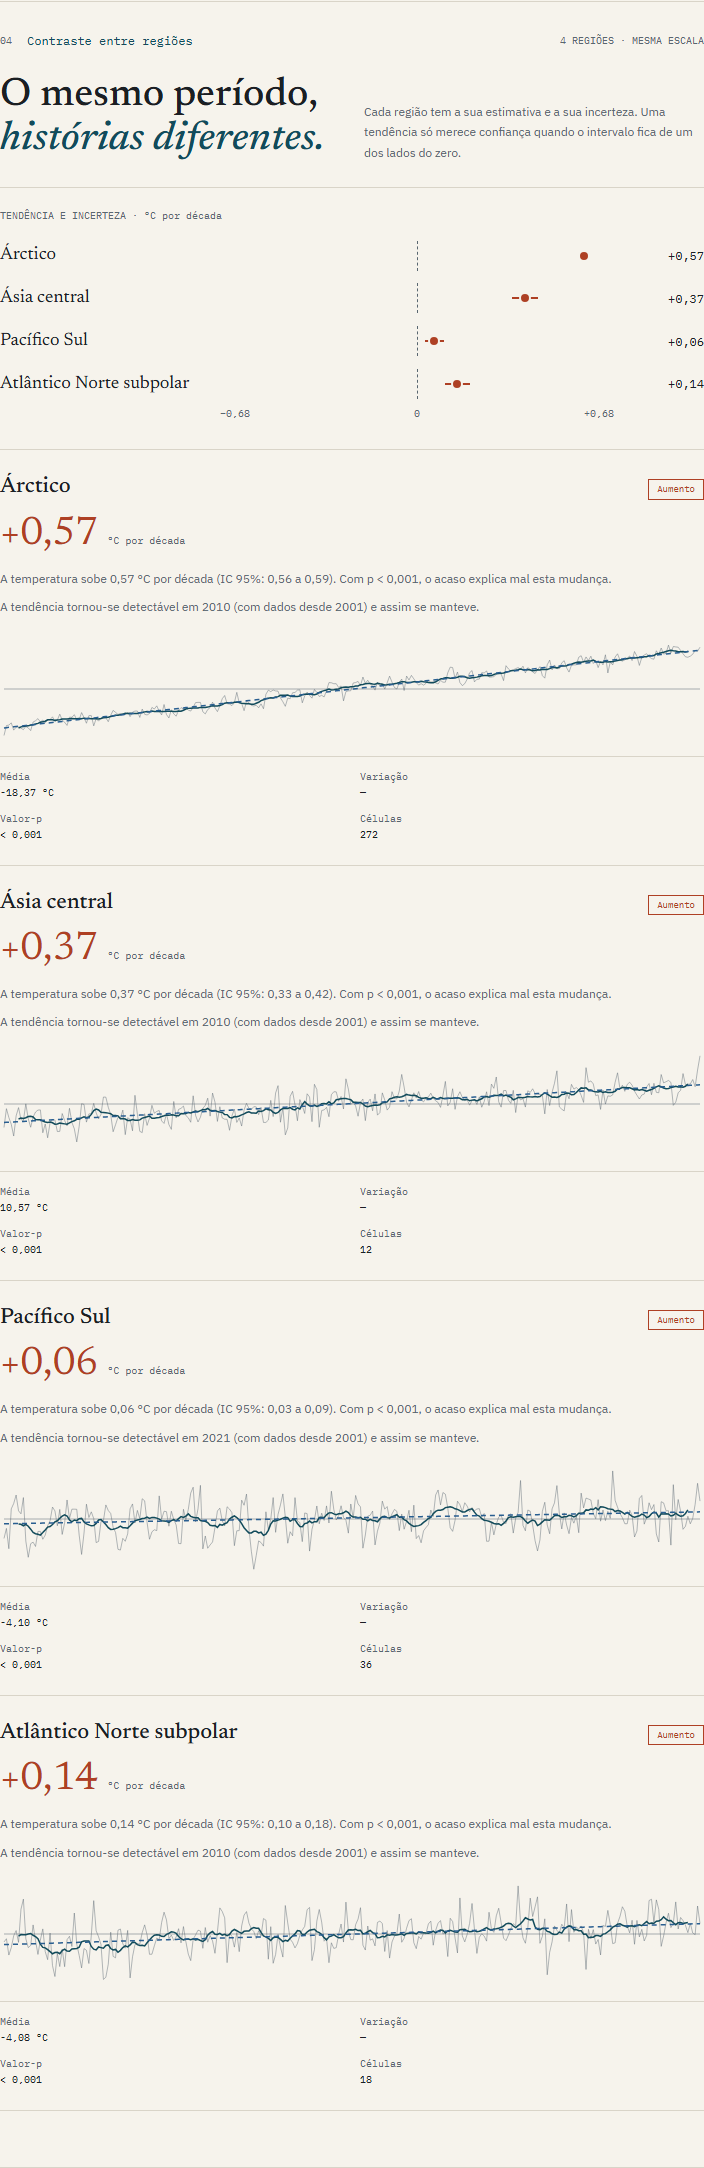 04 Contraste entre regiões
4 REGIÕES · MESMA ESCALA
O mesmo período,
histórias diferentes.
Cada região tem a sua estimativa e a sua incerteza. Uma
tendência só merece confiança quando o intervalo fica de um
dos lados do zero.
TENDÊNCIA E INCERTEZA · °C por década
Árctico +0,57
Ásia central +0,37
Pacífico Sul +0,06
Atlântico Norte subpolar +0,14
−0,68 0 +0,68
Árctico
Aumento
+0,57 °C por década
A temperatura sobe 0,57 °C por década (IC 95%: 0,56 a 0,59). Com p < 0,001, o acaso explica mal esta mudança.
A tendência tornou-se detectável em 2010 (com dados desde 2001) e assim se manteve.
Média Variação
-18,37 °C —
Valor-p Células
< 0,001 272
Ásia central
Aumento
+0,37 °C por década
A temperatura sobe 0,37 °C por década (IC 95%: 0,33 a 0,42). Com p < 0,001, o acaso explica mal esta mudança.
A tendência tornou-se detectável em 2010 (com dados desde 2001) e assim se manteve.
Média Variação
10,57 °C —
Valor-p Células
< 0,001 12
Pacífico Sul
Aumento
+0,06 °C por década
A temperatura sobe 0,06 °C por década (IC 95%: 0,03 a 0,09). Com p < 0,001, o acaso explica mal esta mudança.
A tendência tornou-se detectável em 2021 (com dados desde 2001) e assim se manteve.
Média Variação
-4,10 °C —
Valor-p Células
< 0,001 36
Atlântico Norte subpolar
Aumento
+0,14 °C por década
A temperatura sobe 0,14 °C por década (IC 95%: 0,10 a 0,18). Com p < 0,001, o acaso explica mal esta mudança.
A tendência tornou-se detectável em 2010 (com dados desde 2001) e assim se manteve.
Média Variação
-4,08 °C —
Valor-p Células
< 0,001 18